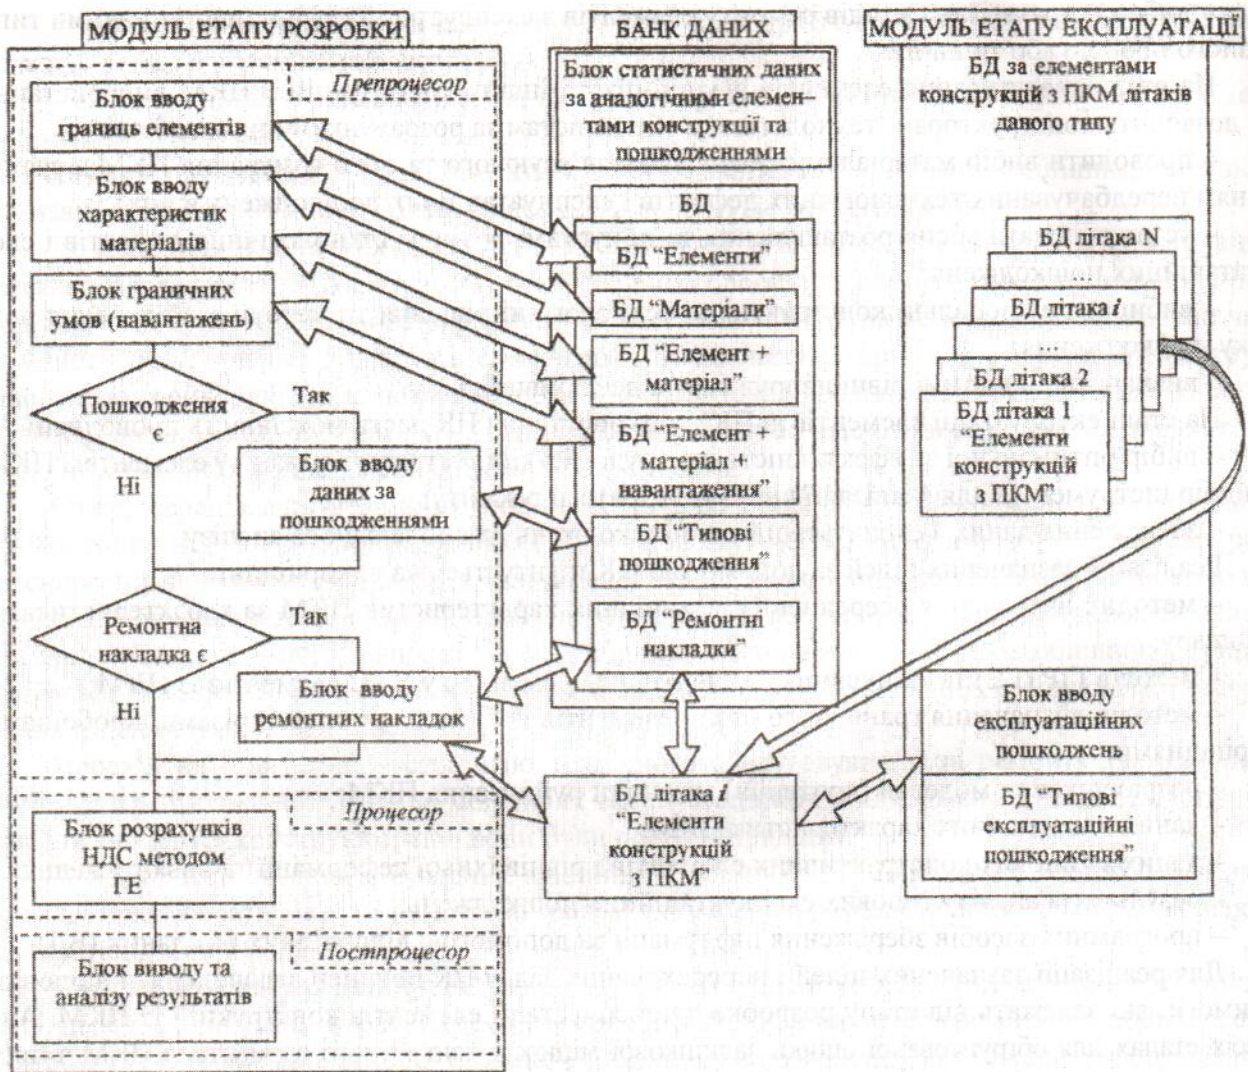 МОДУЛЬ ЕТАПУ РОЗРОБКИ
Препроцесор
Блок вводу
границь елементів
Блок вводу
характеристик
матеріалів
Блок граничних
умов (навантажень)
Пошкодження
є
Так
Ні
Блок вводу
даних за
пошкодженнями
Ремонтна
накладка є
Так
Ні
Блок вводу
ремонтних накладок
Процесор
Блок розрахунків
НДС методом
ГЕ
Постпроцесор
Блок виводу та
аналізу результатів
БАНК ДАНИХ
Блок статистичних даних
за аналогічними елемен–
тами конструкції та
пошкодженнями
БД
БД “Елементи”
БД “Матеріали”
БД “Елемент +
матеріал”
БД “Елемент +
матеріал +
навантаження”
БД “Типові
пошкодження”
БД “Ремонтні
накладки”
БД літака i
“Елементи
конструкцій
з ПКМ”
МОДУЛЬ ЕТАПУ ЕКСПЛУАТАЦІЇ
БД за елементами
конструкцій з ПКМ літаків
давого типу
БД літака N
.....
БД літака i
БД літака 2
БД літака 1
“Елементи
конструкцій
з ПКМ”
Блок вводу
експлуатаційних
пошкоджень
БД “Типові
експлуатаційні
пошкодження”